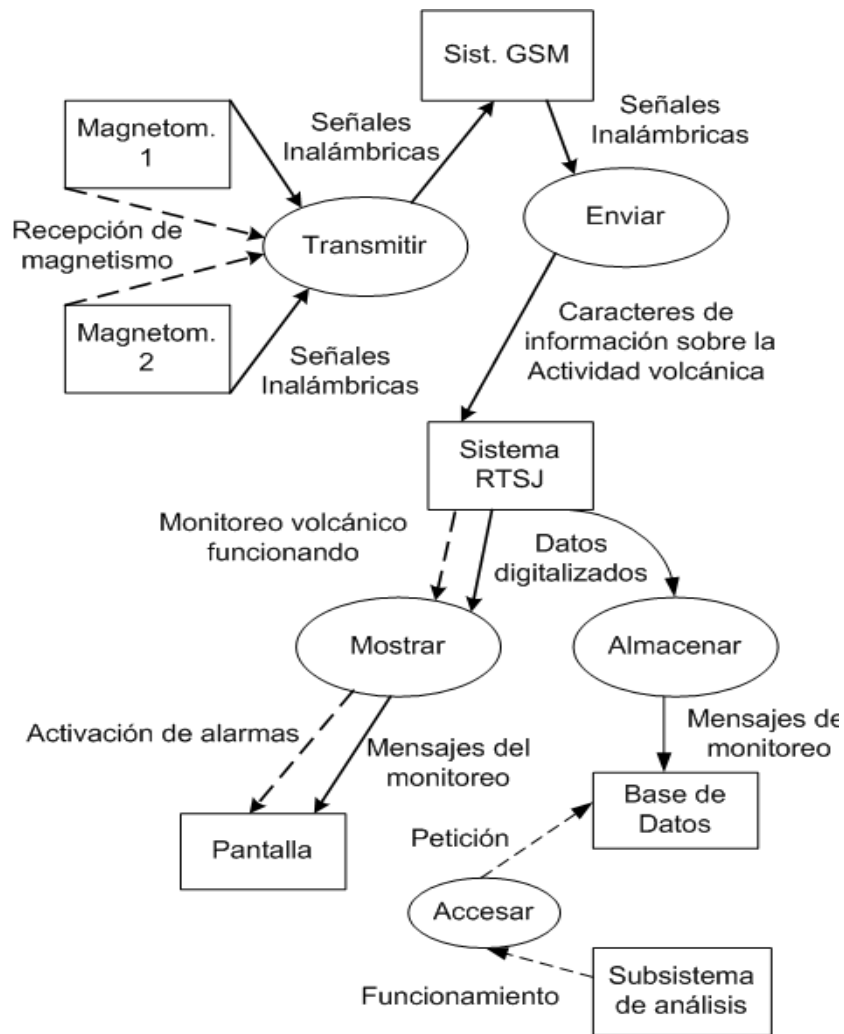 Sist. GSM
Magnetom.
1
Señales
Inalámbricas
Señales
Inalámbricas
Enviar
Recepción de
magnetismo
Transmitir
Magnetom.
2
Señales
Inalámbricas
Caracteres de
información sobre la
Actividad volcánica
Sistema
RTSJ
Monitoreo volcánico
funcionando
Datos
digitalizados
Mostrar
Almacenar
Activación de alarmas
Mensajes del
monitoreo
Mensajes de
monitoreo
Pantalla
Base de
Datos
Petición
Accesar
Funcionamiento
Subsistema
de análisis